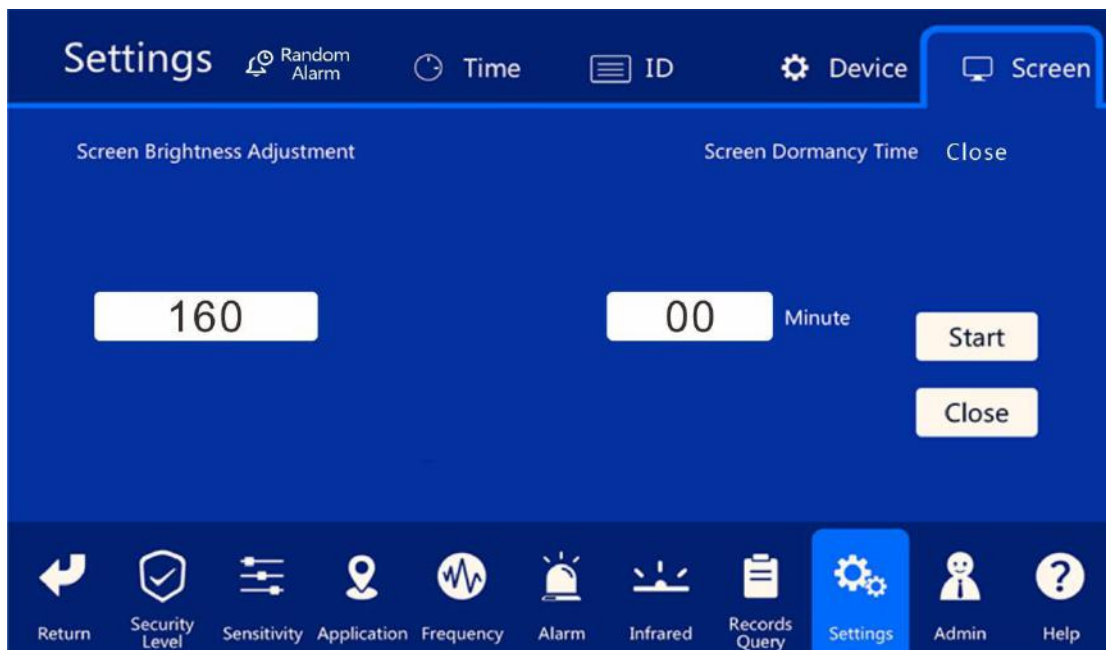 Settings
Random
Alarm
Time
ID
Device
Screen
Screen Brightness Adjustment
Screen Dormancy Time
Close
160
00
Minute
Start
Close
Return
Security
Level
Sensitivity
Application
Frequency
Alarm
Infrared
Records
Query
Settings
Admin
?
Help